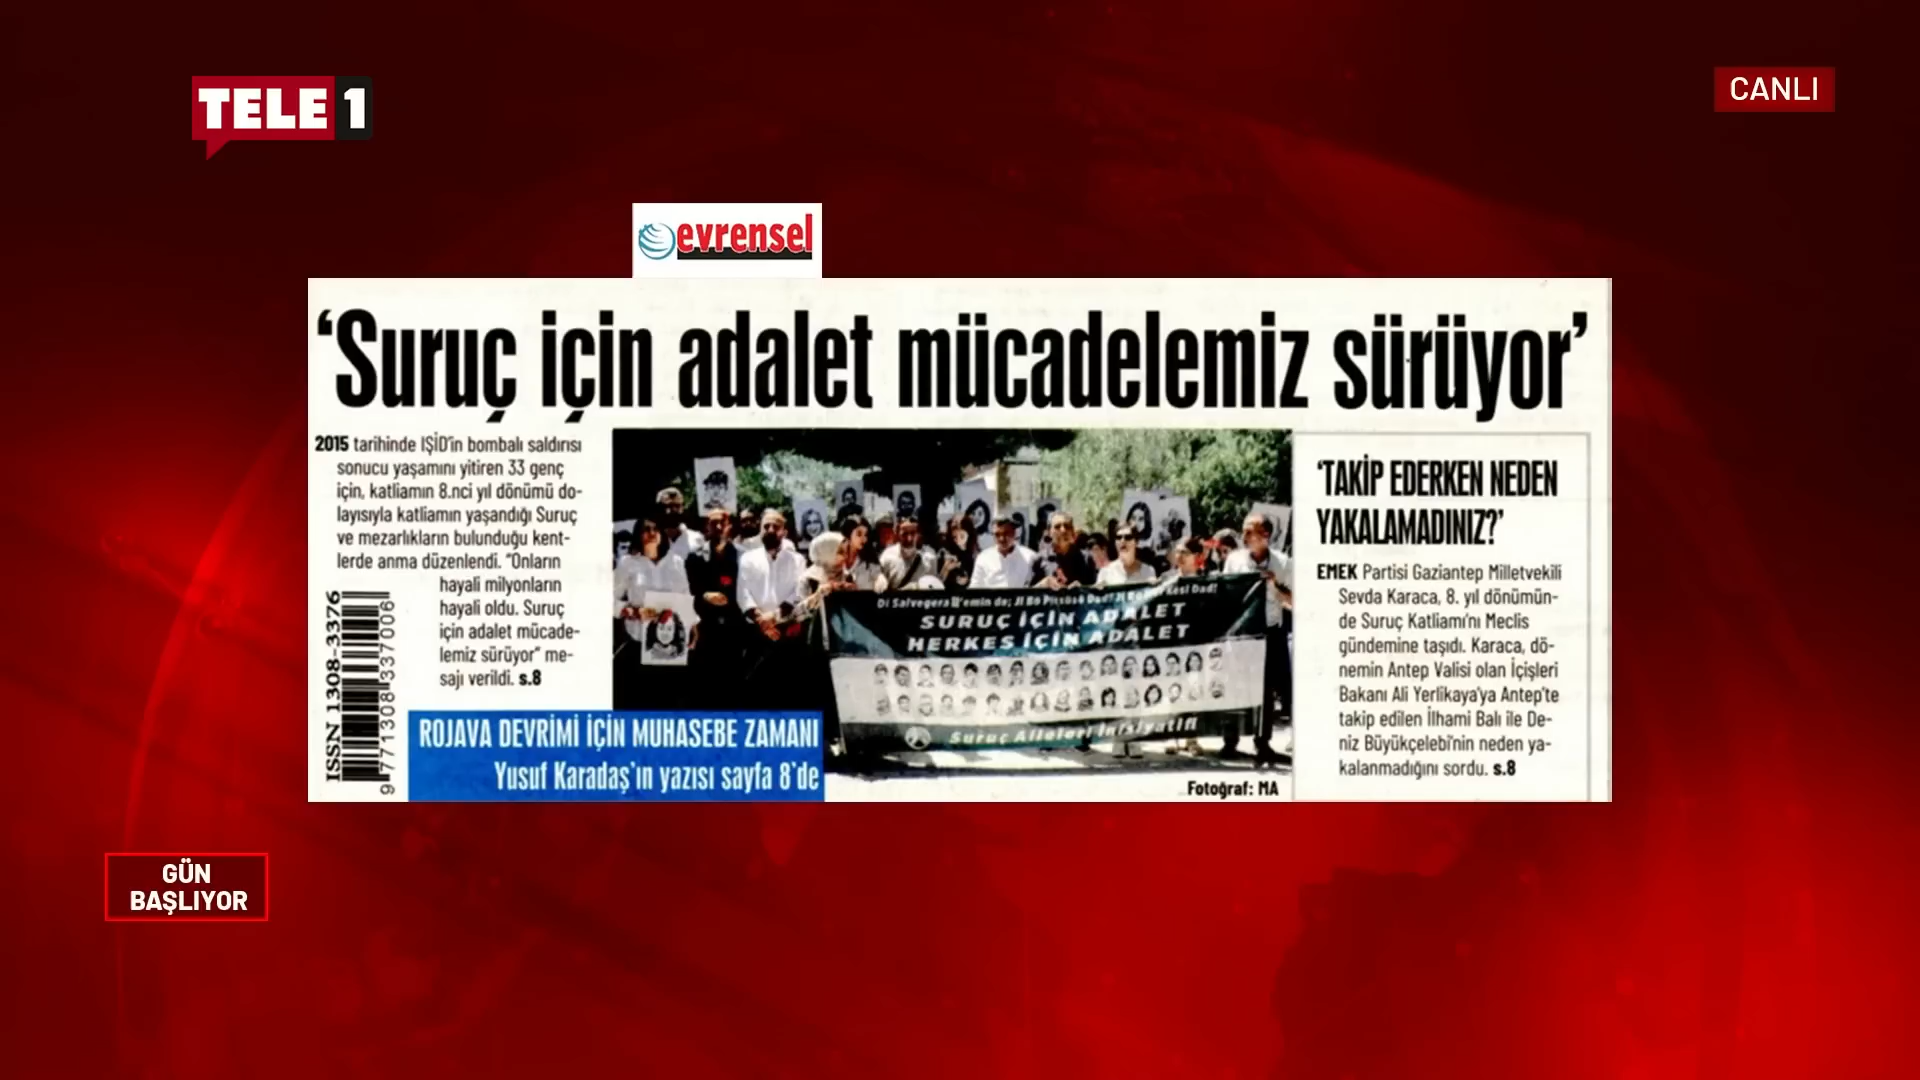 TELE 1
CANLI
evrensel
‘Suruç için adalet mücadelemiz sürüyor’
2015 tarihinde IŞİD'in bombalı saldırısı
sonucu yaşamını yitiren 33 genç
için, katliamın 8.nci yıl dönümü do-
layısıyla katliamın yaşandığı Suruç
ve mezarlıkların bulunduğu kent-
lerde anma düzenlendi. “Onların
hayali milyonların
hayali oldu. Suruç
için adalet mücade-
lemiz sürüyor” me-
sajı verildi. s.8
ISSN 1308-3376
9 771308 337006
ROJAVA DEVRİMİ İÇİN MUHASEBE ZAMANI
Yusuf Karadaş’ın yazısı sayfa 8’de
SURUÇ İÇİN ADALET
HERKES İÇİN ADALET
Suruç Aileleri İnisiyatifi
Fotoğraf: MA
‘TAKİP EDERKEN NEDEN
YAKALAMADINIZ?’
EMEK Partisi Gaziantep Milletvekili
Sevda Karaca, 8. yıl dönümün-
de Suruç Katliamı'nı Meclis
gündemine taşıdı. Karaca, dö-
nemin Antep Valisi olan İçişleri
Bakanı Ali Yerlikaya'ya Antep'te
takip edilen İlhami Balı ile De-
niz Büyükçelebi'nin neden ya-
kalanmadığını sordu. s.8
GÜN
BAŞLIYOR